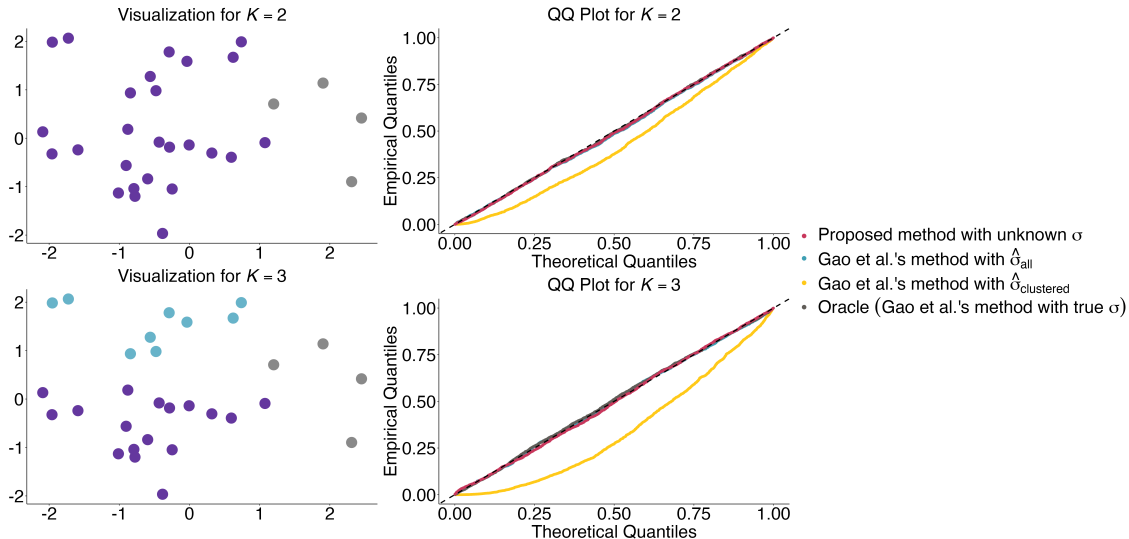 Visualization for K = 2
2
1
0
-1
-2
-2 -1 0 1 2
QQ Plot for K = 2
Empirical Quantiles
1.00
0.75
0.50
0.25
0.00
0.00 0.25 0.50 0.75 1.00
Theoretical Quantiles
Visualization for K = 3
2
1
0
-1
-2
-2 -1 0 1 2
QQ Plot for K = 3
Empirical Quantiles
1.00
0.75
0.50
0.25
0.00
0.00 0.25 0.50 0.75 1.00
Theoretical Quantiles
Proposed method with unknown σ
Gao et al.'s method with σ̂all
Gao et al.'s method with σ̂clustered
Oracle (Gao et al.'s method with true σ)